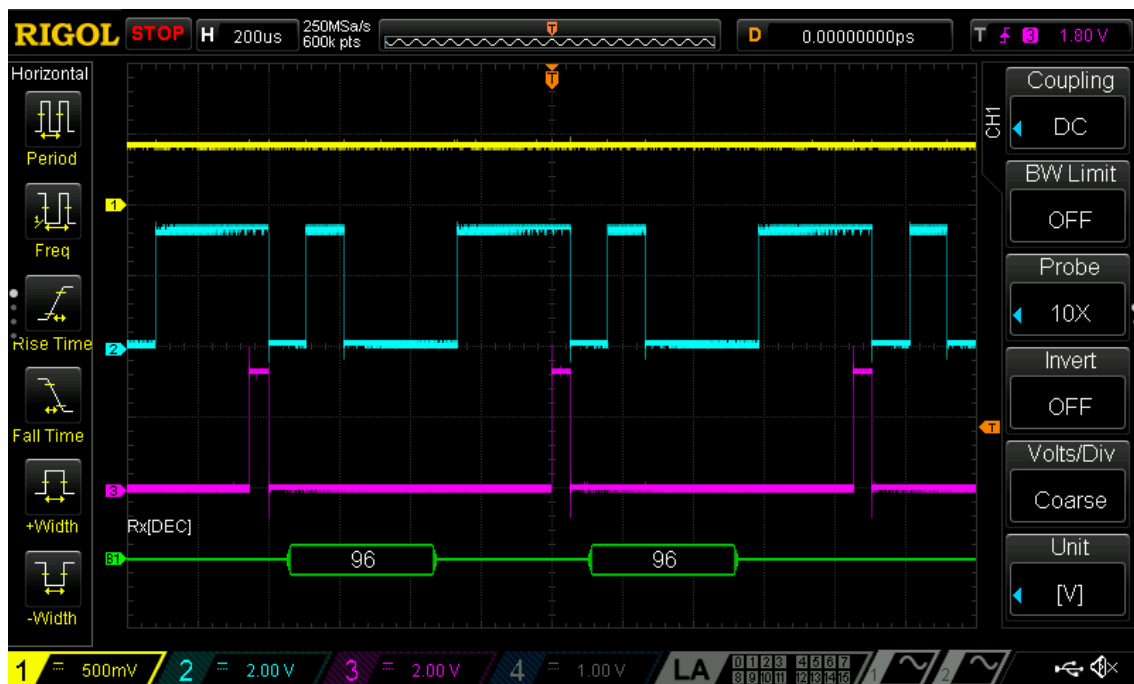 RIGOL STOP H 200us 250MSa/s 600k pts D 0.00000000ps T 3 1.80 V
T
Horizontal
Period
Freq
Rise Time
Fall Time
+Width
-Width
1
2
3
B1
T
Rx[DEC]
96 96
CH1
Coupling
DC
BW Limit
OFF
Probe
10X
Invert
OFF
Volts/Div
Coarse
Unit
[V]
1 = 500mV 2 = 2.00 V 3 = 2.00 V 4 = 1.00 V LA 0 1 2 3 4 5 6 7 8 9 10 11 12 13 14 15 1 2